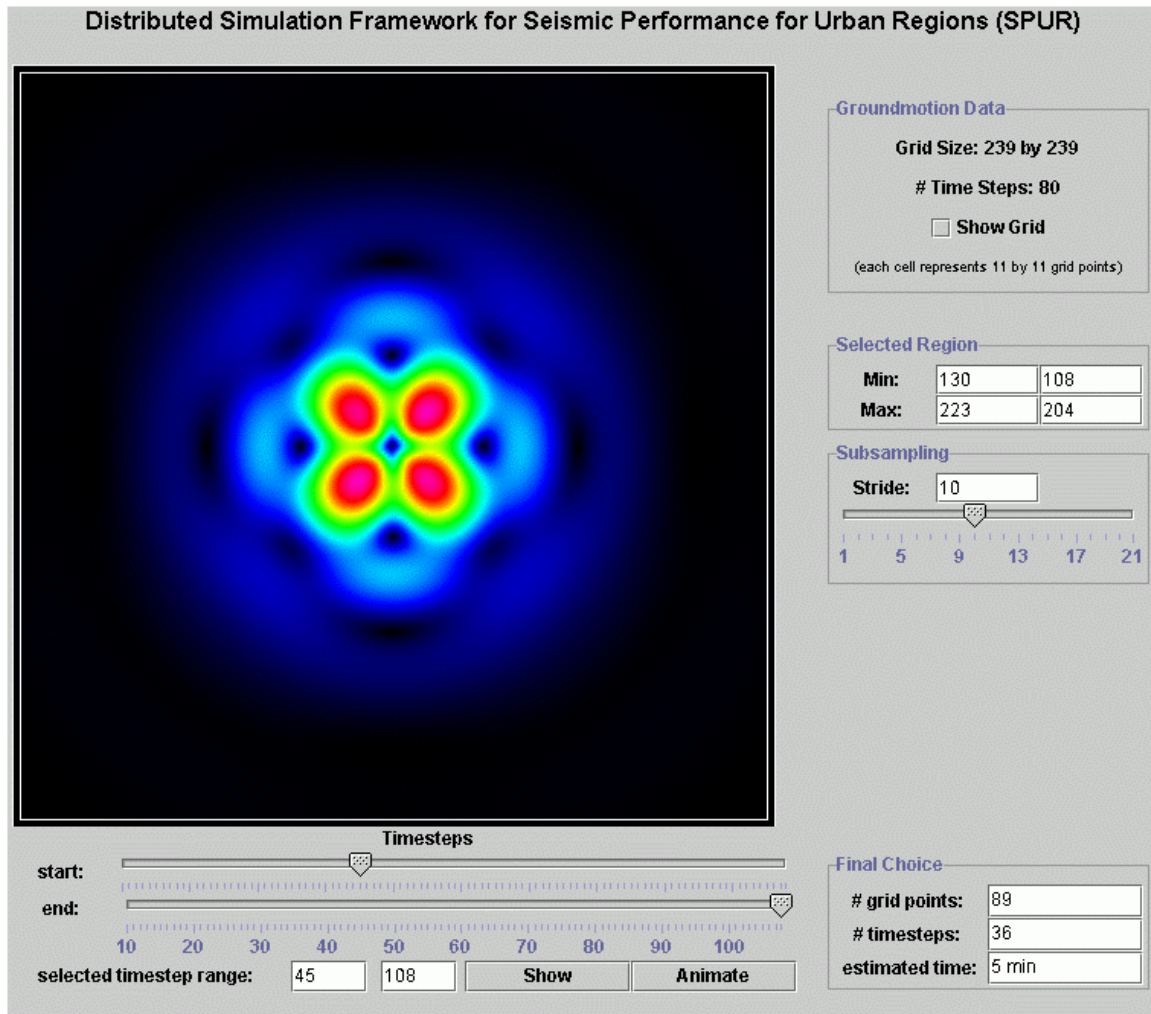 Distributed Simulation Framework for Seismic Performance for Urban Regions (SPUR)
Groundmotion Data
Grid Size: 239 by 239
# Time Steps: 80
Show Grid
(each cell represents 11 by 11 grid points)
Selected Region
Min: 130 108
Max: 223 204
Subsampling
Stride: 10
1 5 9 13 17 21
Timesteps
start:
end:
10 20 30 40 50 60 70 80 90 100
selected timestep range: 45 108 Show Animate
Final Choice
# grid points: 89
# timesteps: 36
estimated time: 5 min